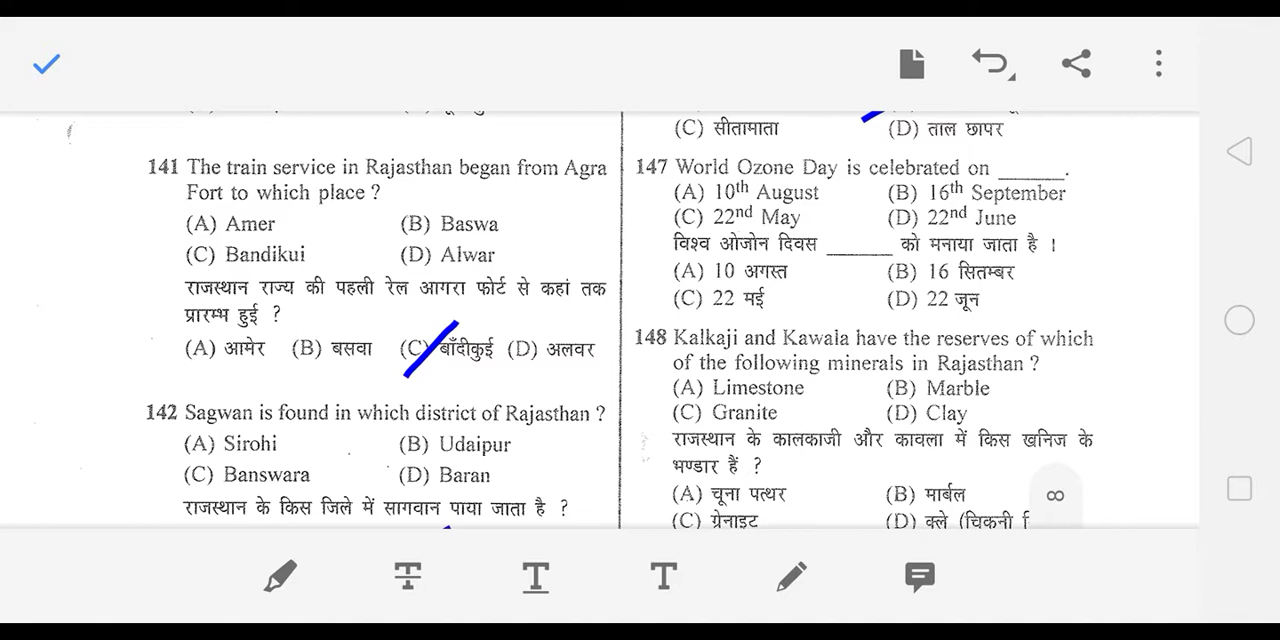 141 The train service in Rajasthan began from Agra
Fort to which place ?
(A) Amer (B) Baswa
(C) Bandikui (D) Alwar
राजस्थान राज्य की पहली रेल आगरा फोर्ट से कहां तक
प्रारम्भ हुई ?
(A) आमेर (B) बसवा (C) बाँदीकुई (D) अलवर
142 Sagwan is found in which district of Rajasthan ?
(A) Sirohi (B) Udaipur
(C) Banswara (D) Baran
राजस्थान के किस जिले में सागवान पाया जाता है ?
(C) सीतामाता (D) ताल छापर
147 World Ozone Day is celebrated on ______.
(A) 10th August (B) 16th September
(C) 22nd May (D) 22nd June
विश्व ओजोन दिवस ______ को मनाया जाता है ।
(A) 10 अगस्त (B) 16 सितम्बर
(C) 22 मई (D) 22 जून
148 Kalkaji and Kawala have the reserves of which
of the following minerals in Rajasthan ?
(A) Limestone (B) Marble
(C) Granite (D) Clay
राजस्थान के कालकाजी और कावला में किस खनिज के
भण्डार हैं ?
(A) चूना पत्थर (B) मार्बल
(C) ग्रेनाइट (D) क्ले (चिकनी